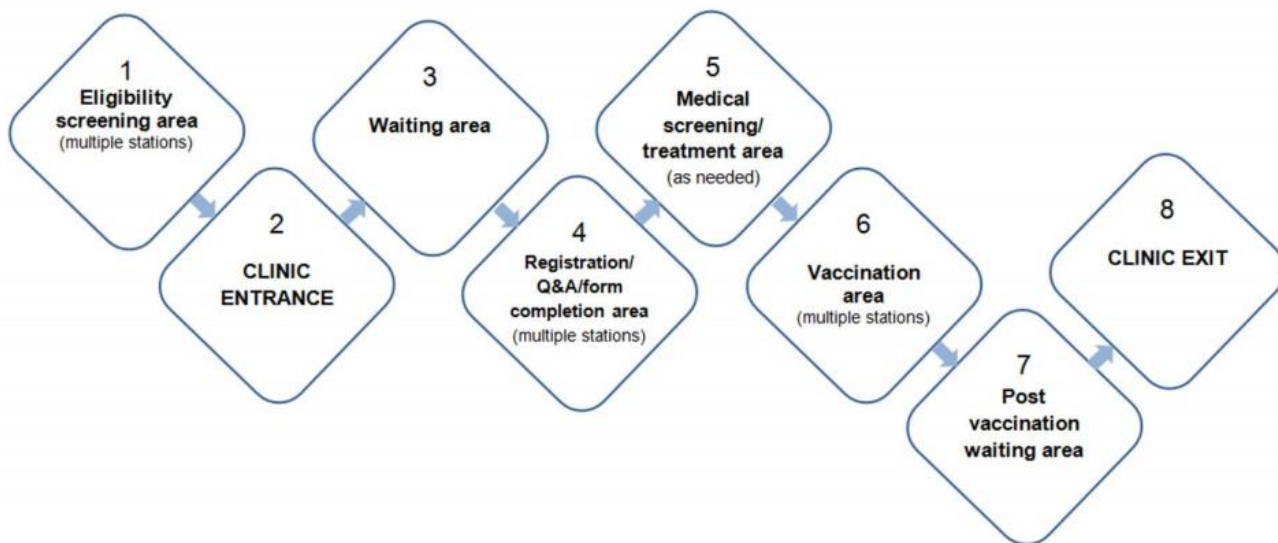 1
Eligibility
screening area
(multiple stations)
2
CLINIC
ENTRANCE
3
Waiting area
4
Registration/
Q&A/form
completion area
(multiple stations)
5
Medical
screening/
treatment area
(as needed)
6
Vaccination
area
(multiple stations)
7
Post
vaccination
waiting area
8
CLINIC EXIT